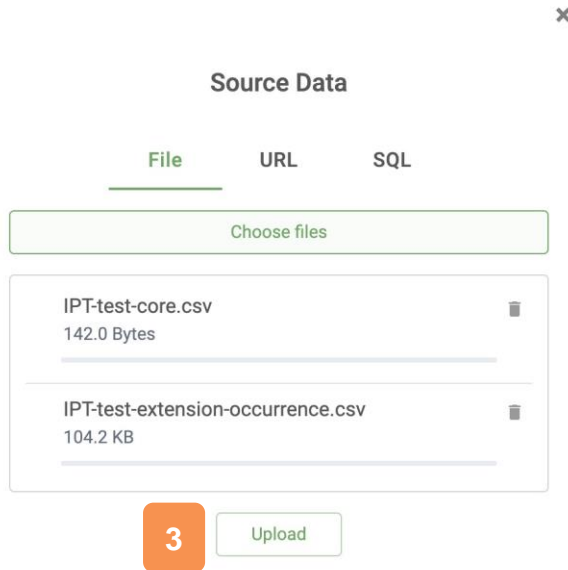 ×
Source Data
File URL SQL
Choose files
IPT-test-core.csv
142.0 Bytes
IPT-test-extension-occurrence.csv
104.2 KB
3 Upload